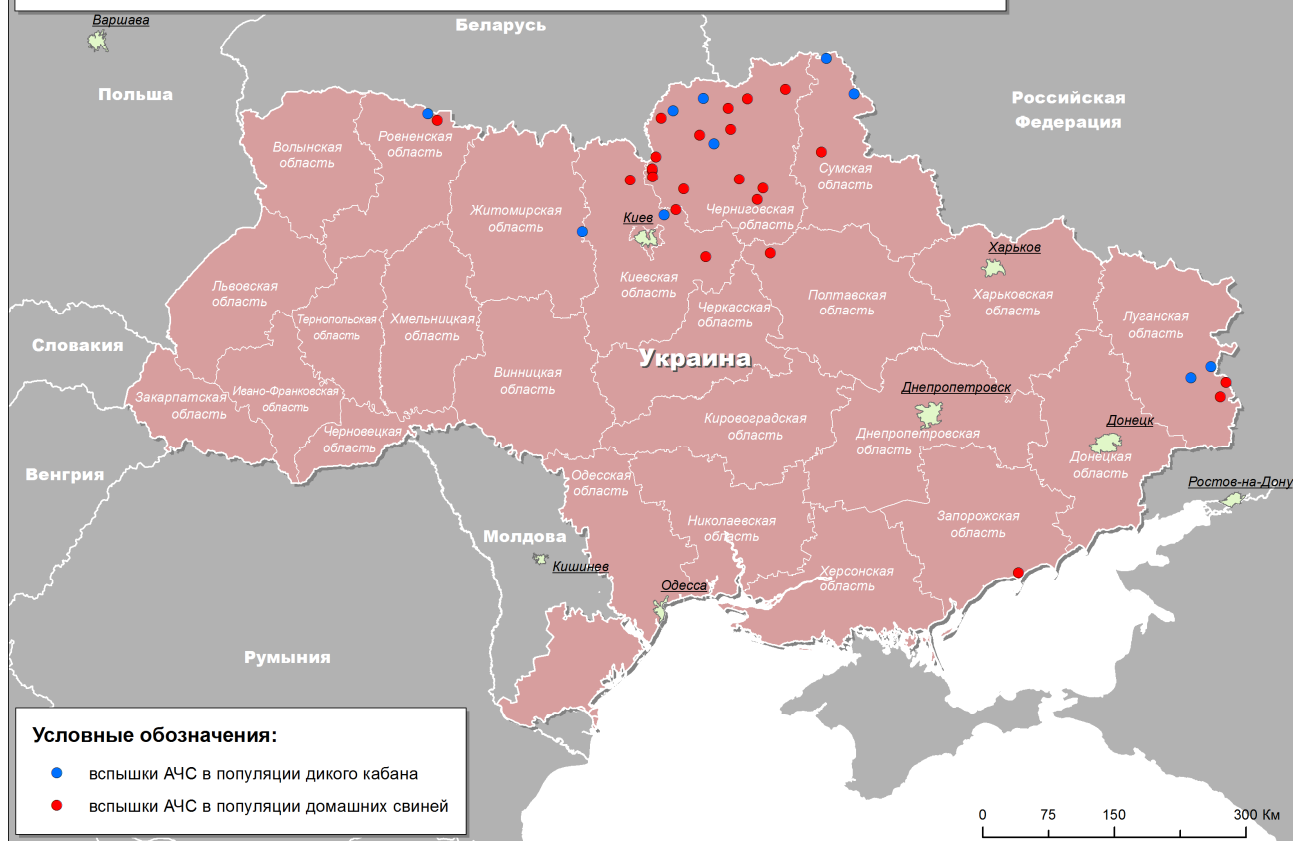 Варшава
Беларусь
Польша
Российская
Федерация
Ровненская
область
Волынская
область
Сумская
область
Житомирская
область
Киев
Черниговская
область
Харьков
Львовская
область
Киевская
область
Полтавская
область
Харьковская
область
Черкасская
область
Луганская
область
Тернопольская
область
Хмельницкая
область
Словакия
Украина
Винницкая
область
Днепропетровск
Закарпатская
область
Ивано-Франковская
область
Кировоградская
область
Донецк
Черновецкая
область
Днепропетровская
область
Донецкая
область
Венгрия
Одесская
область
Ростов-на-Дону
Николаевская
область
Запорожская
область
Молдова
Кишинев
Херсонская
область
Одесса
Румыния
Условные обозначения:
вспышки АЧС в популяции дикого кабана
вспышки АЧС в популяции домашних свиней
0 75 150 300 Км